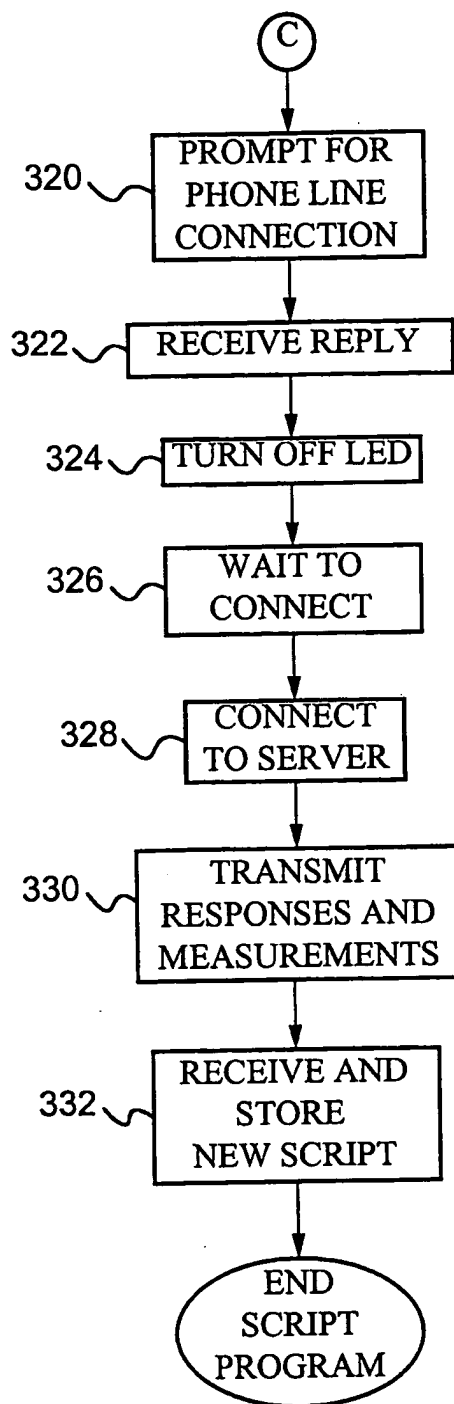 C
320
PROMPT FOR
PHONE LINE
CONNECTION
322
RECEIVE REPLY
324
TURN OFF LED
326
WAIT TO
CONNECT
328
CONNECT
TO SERVER
330
TRANSMIT
RESPONSES AND
MEASUREMENTS
332
RECEIVE AND
STORE
NEW SCRIPT
END
SCRIPT
PROGRAM